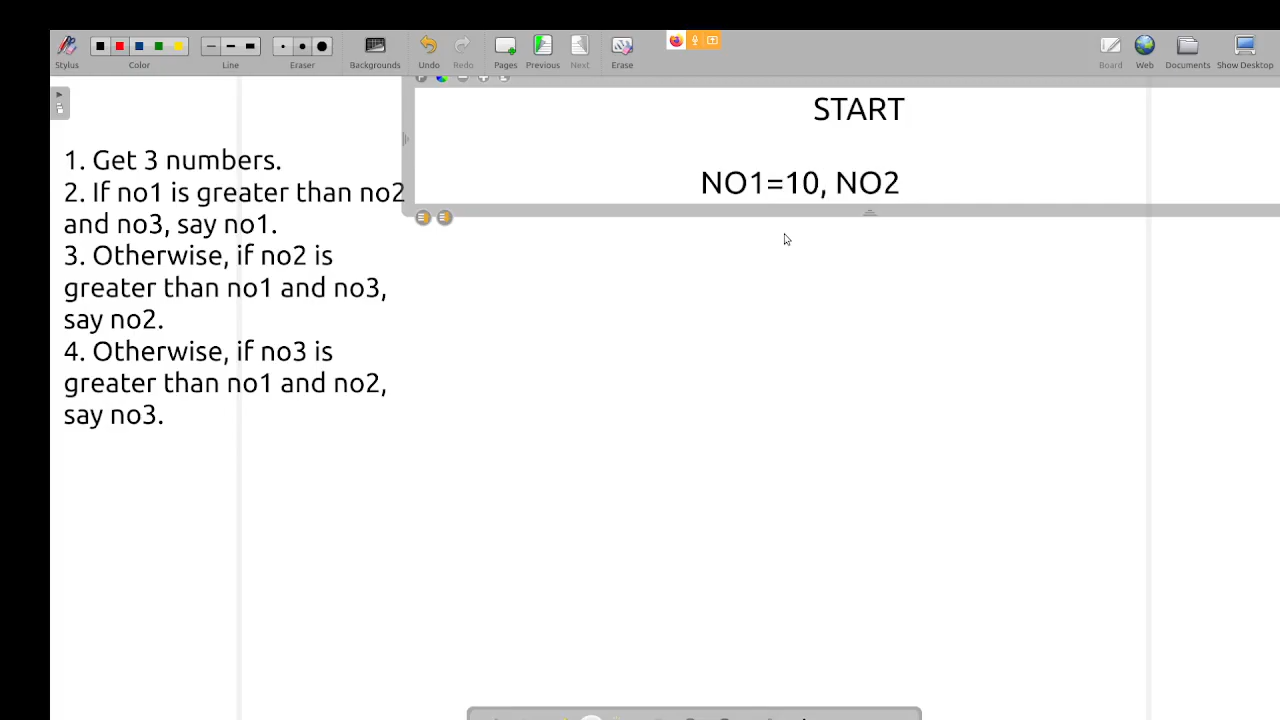 Stylus Color Line Eraser Backgrounds Undo Redo Pages Previous Next Erase Board Web Documents Show Desktop
START
NO1=10, NO2
1. Get 3 numbers.
2. If no1 is greater than no2
and no3, say no1.
3. Otherwise, if no2 is
greater than no1 and no3,
say no2.
4. Otherwise, if no3 is
greater than no1 and no2,
say no3.